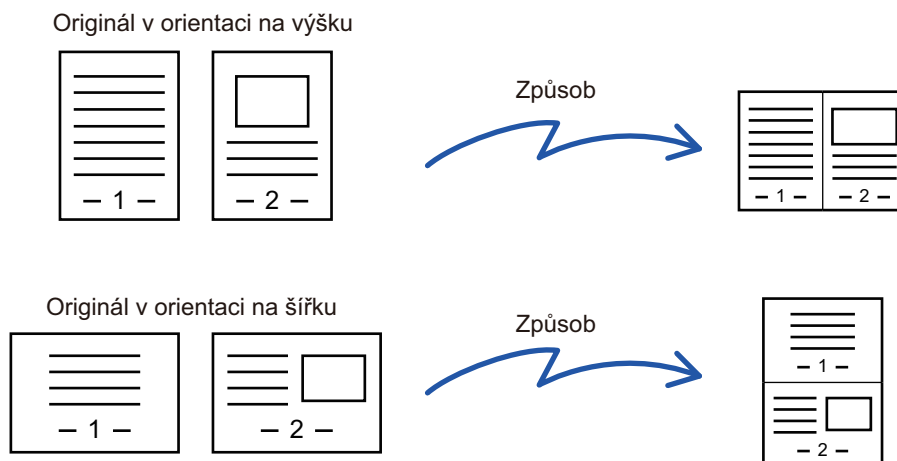 Originál v orientaci na výšku
Způsob
– 1 –
– 2 –
– 1 –
– 2 –
Originál v orientaci na šířku
Způsob
– 1 –
– 2 –
– 1 –
– 2 –